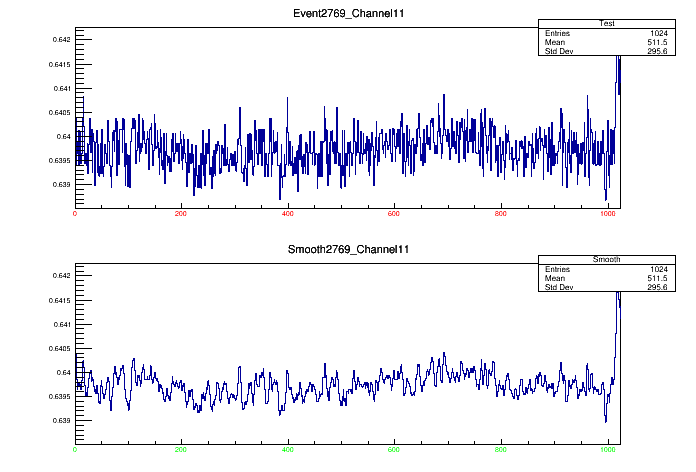 Event2769_Channel11
Test
Entries 1024
Mean 511.5
Std Dev 295.6
0.642
0.6415
0.641
0.6405
0.64
0.6395
0.639
0 200 400 600 800 1000
Smooth2769_Channel11
Smooth
Entries 1024
Mean 511.5
Std Dev 295.6
0.642
0.6415
0.641
0.6405
0.64
0.6395
0.639
0 200 400 600 800 1000